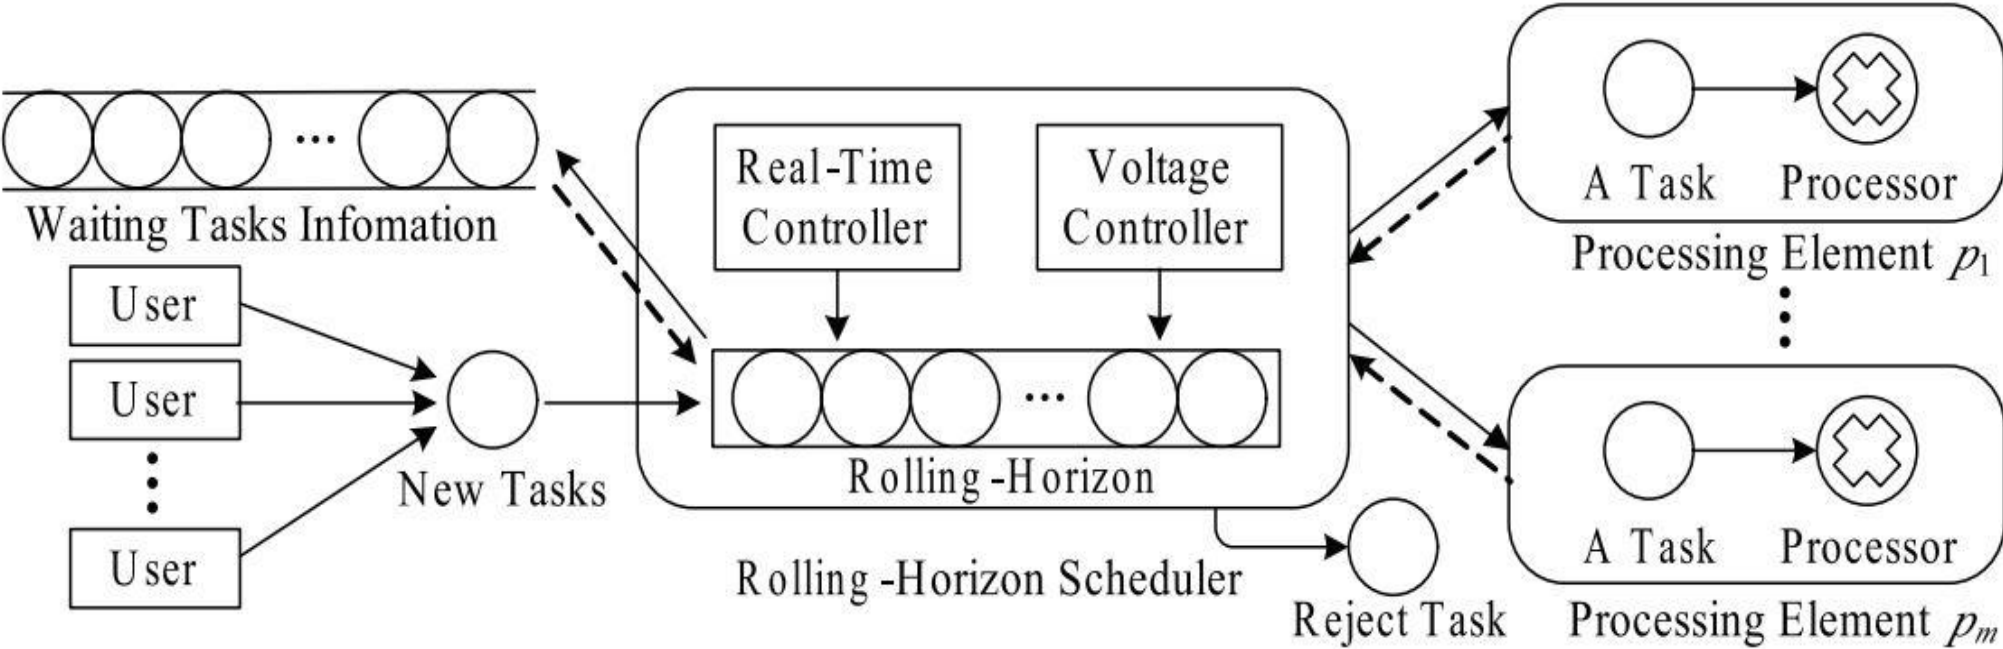 Waiting Tasks Infomation
User
User
User
New Tasks
Real-Time
Controller
Voltage
Controller
...
...
Rolling-Horizon
Rolling-Horizon Scheduler
Reject Task
A Task
Processor
Processing Element p1
A Task
Processor
Processing Element pm